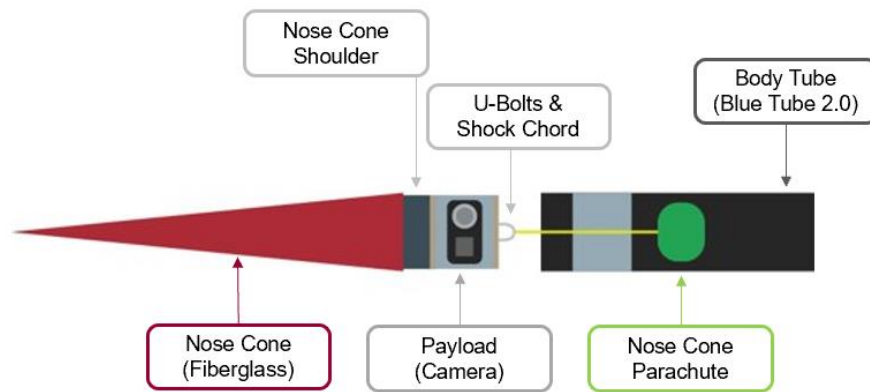 Nose Cone
Shoulder
U-Bolts &
Shock Chord
Body Tube
(Blue Tube 2.0)
Nose Cone
(Fiberglass)
Payload
(Camera)
Nose Cone
Parachute